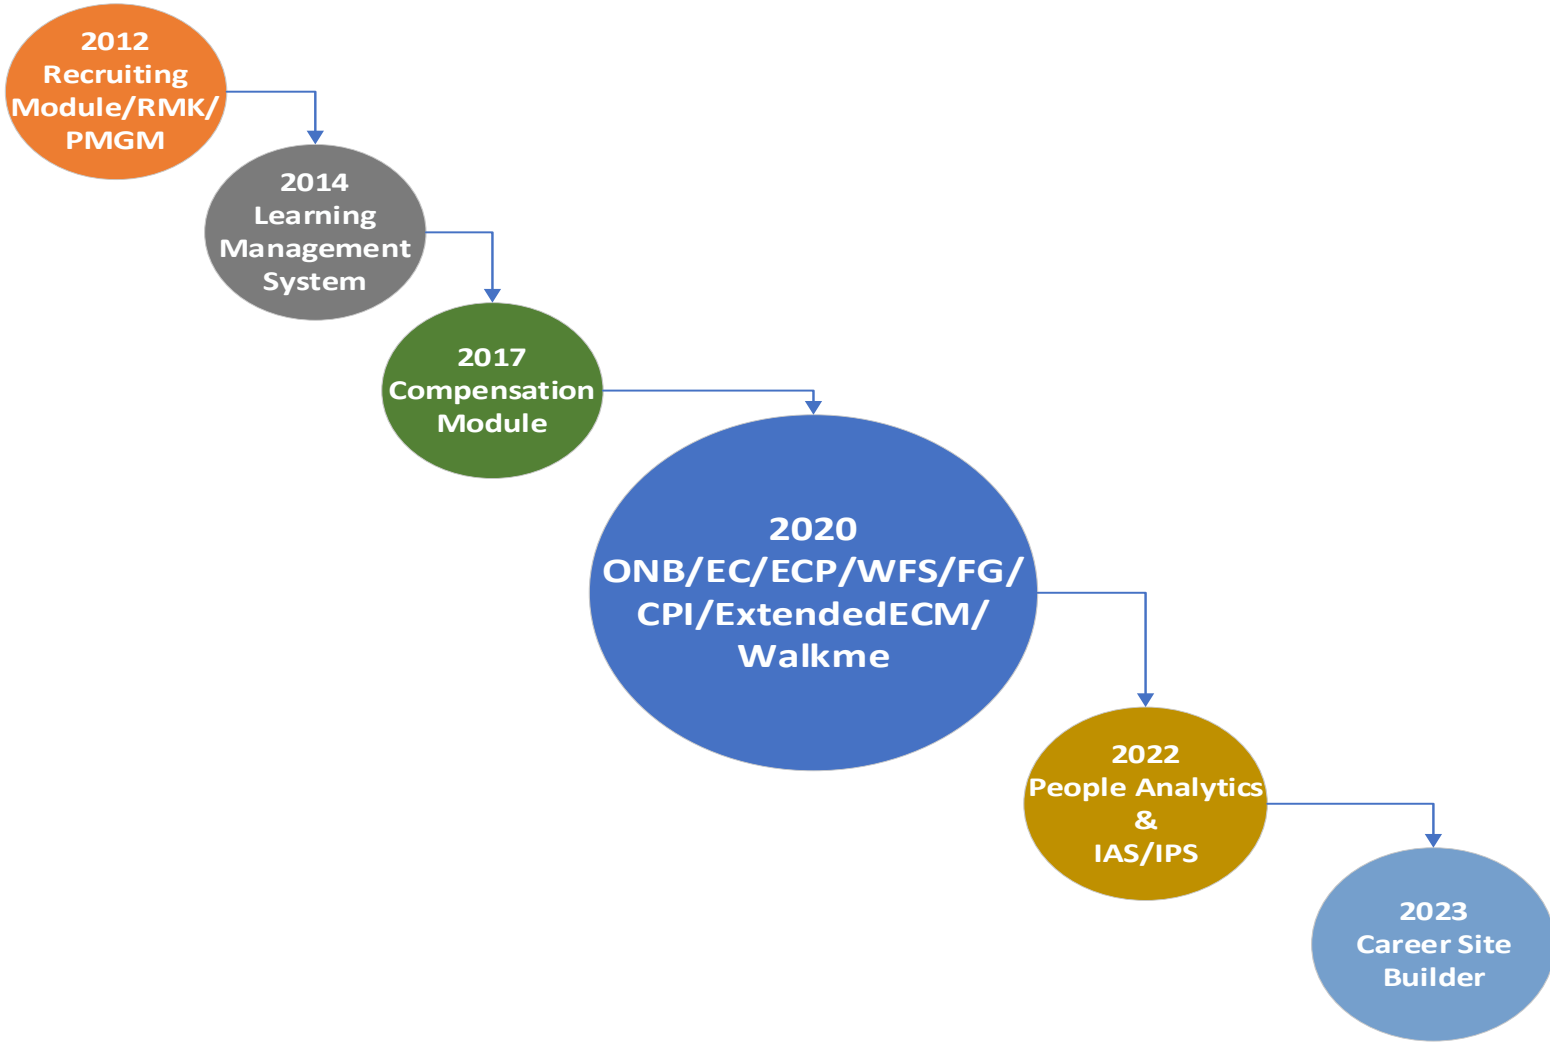 2012
Recruiting
Module/RMK/
PMGM
2014
Learning
Management
System
2017
Compensation
Module
2020
ONB/EC/ECP/WFS/FG/
CPI/ExtendedECM/
Walkme
2022
People Analytics
&
IAS/IPS
2023
Career Site
Builder